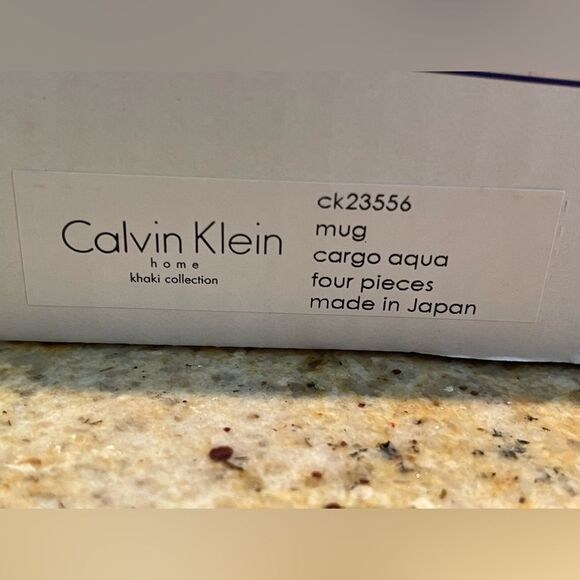 Calvin Klein
home
khaki collection
ck23556
mug
cargo aqua
four pieces
made in Japan